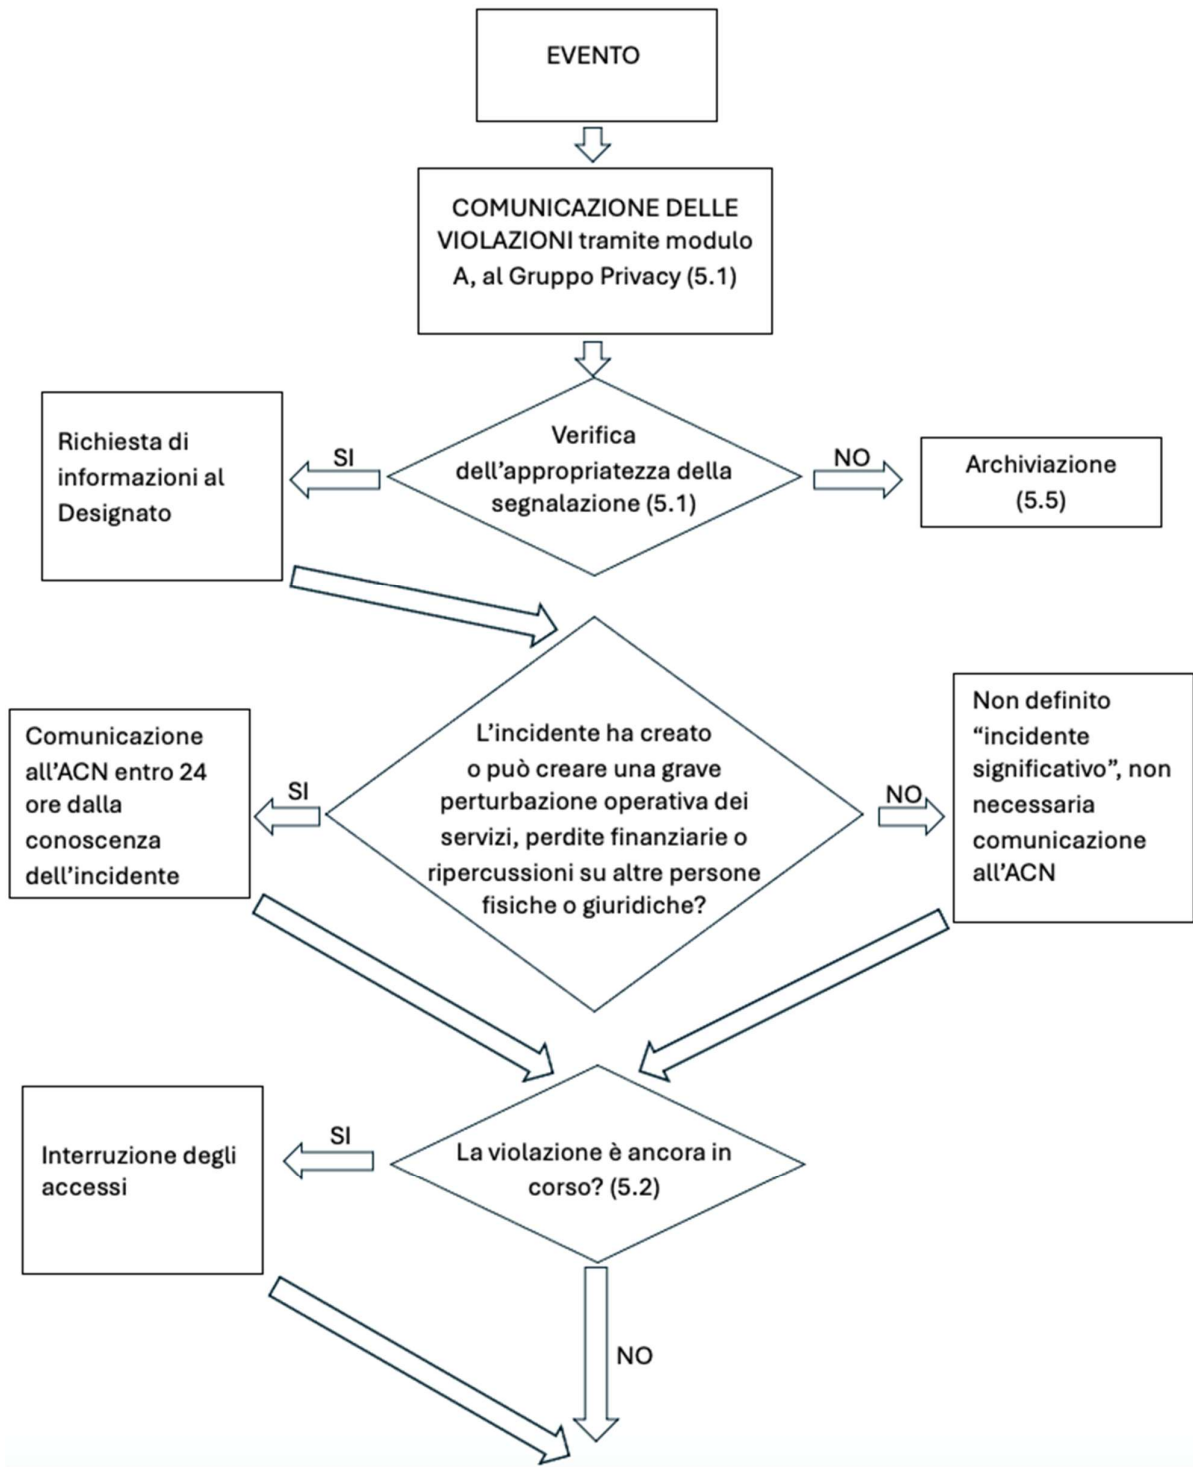 EVENTO
COMUNICAZIONE DELLE
VIOLAZIONI tramite modulo
A, al Gruppo Privacy (5.1)
Richiesta di
informazioni al
Designato
SI
Verifica
dell’appropriatezza della
segnalazione (5.1)
NO
Archiviazione
(5.5)
Comunicazione
all’ACN entro 24
ore dalla
conoscenza
dell’incidente
SI
L’incidente ha creato
o può creare una grave
perturbazione operativa dei
servizi, perdite finanziarie o
ripercussioni su altre persone
fisiche o giuridiche?
NO
Non definito
“incidente
significativo”, non
necessaria
comunicazione
all’ACN
Interruzione degli
accessi
SI
La violazione è ancora in
corso? (5.2)
NO